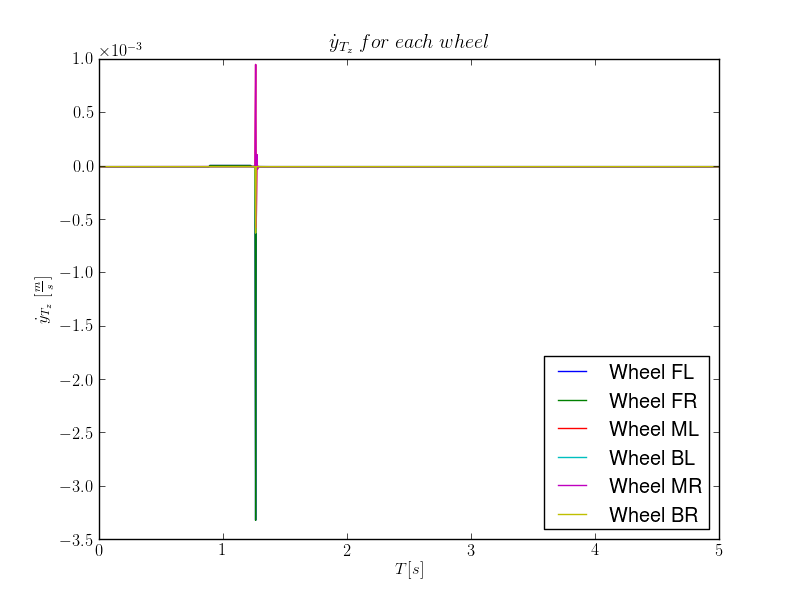 ẏ_{T_z} for each wheel
×10⁻³
1.0
0.5
0.0
−0.5
−1.0
−1.5
−2.0
−2.5
−3.0
−3.5
ẏ_{T_z} [m/s]
0 1 2 3 4 5
T[s]
Wheel FL
Wheel FR
Wheel ML
Wheel BL
Wheel MR
Wheel BR